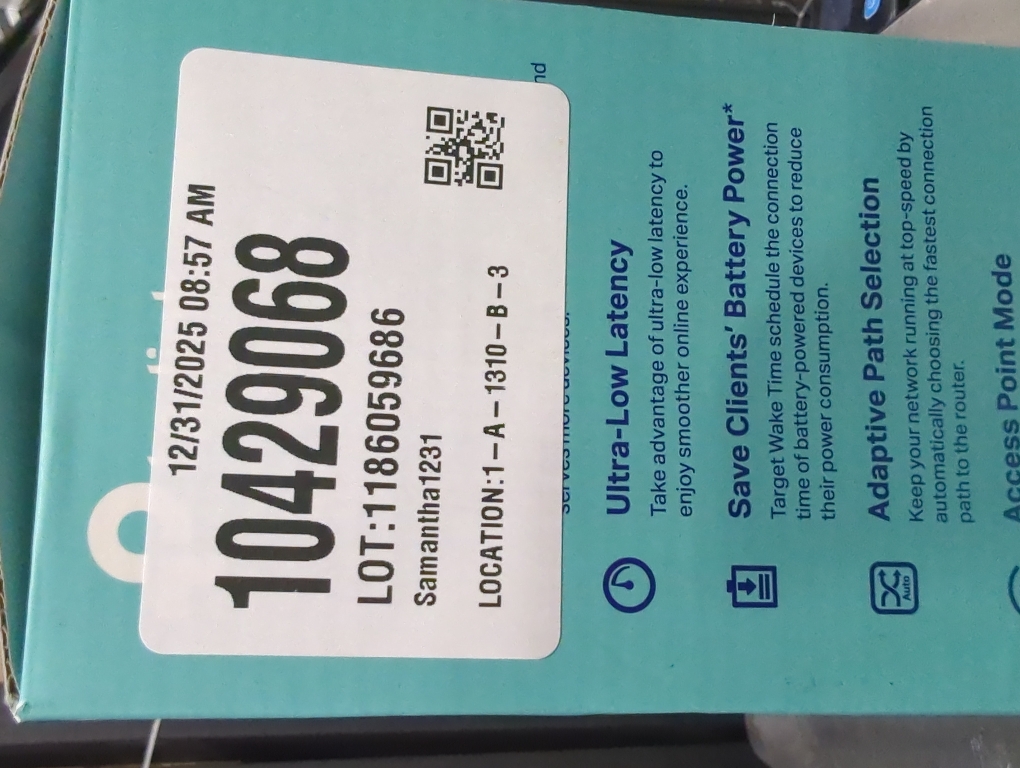 12/31/2025 08:57 AM
10429068
LOT:1186059686
Samantha1231
LOCATION:1-A-1310-B-3
nd
Ultra-Low Latency
Take advantage of ultra-low latency to
enjoy smoother online experience.
Save Clients' Battery Power*
Target Wake Time schedule the connection
time of battery-powered devices to reduce
their power consumption.
Auto
Adaptive Path Selection
Keep your network running at top-speed by
automatically choosing the fastest connection
path to the router.
Access Point Mode